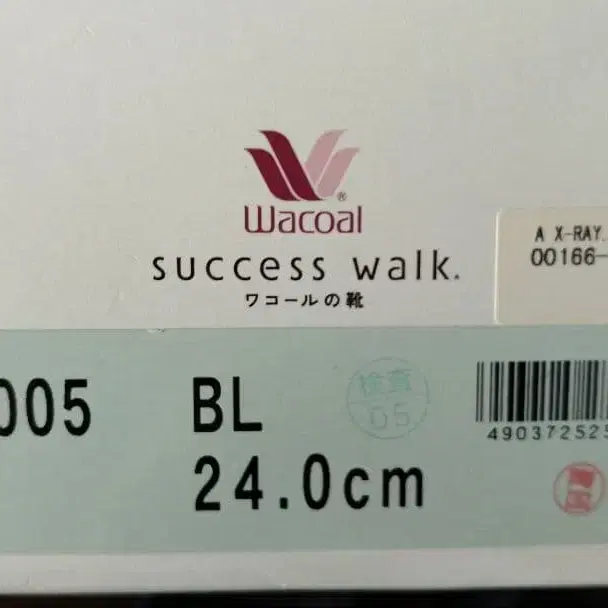 Wacoal®
success walk.
ワコールの靴
A X-RAY.
00166-
005
BL
検査
05
24.0cm
490372525